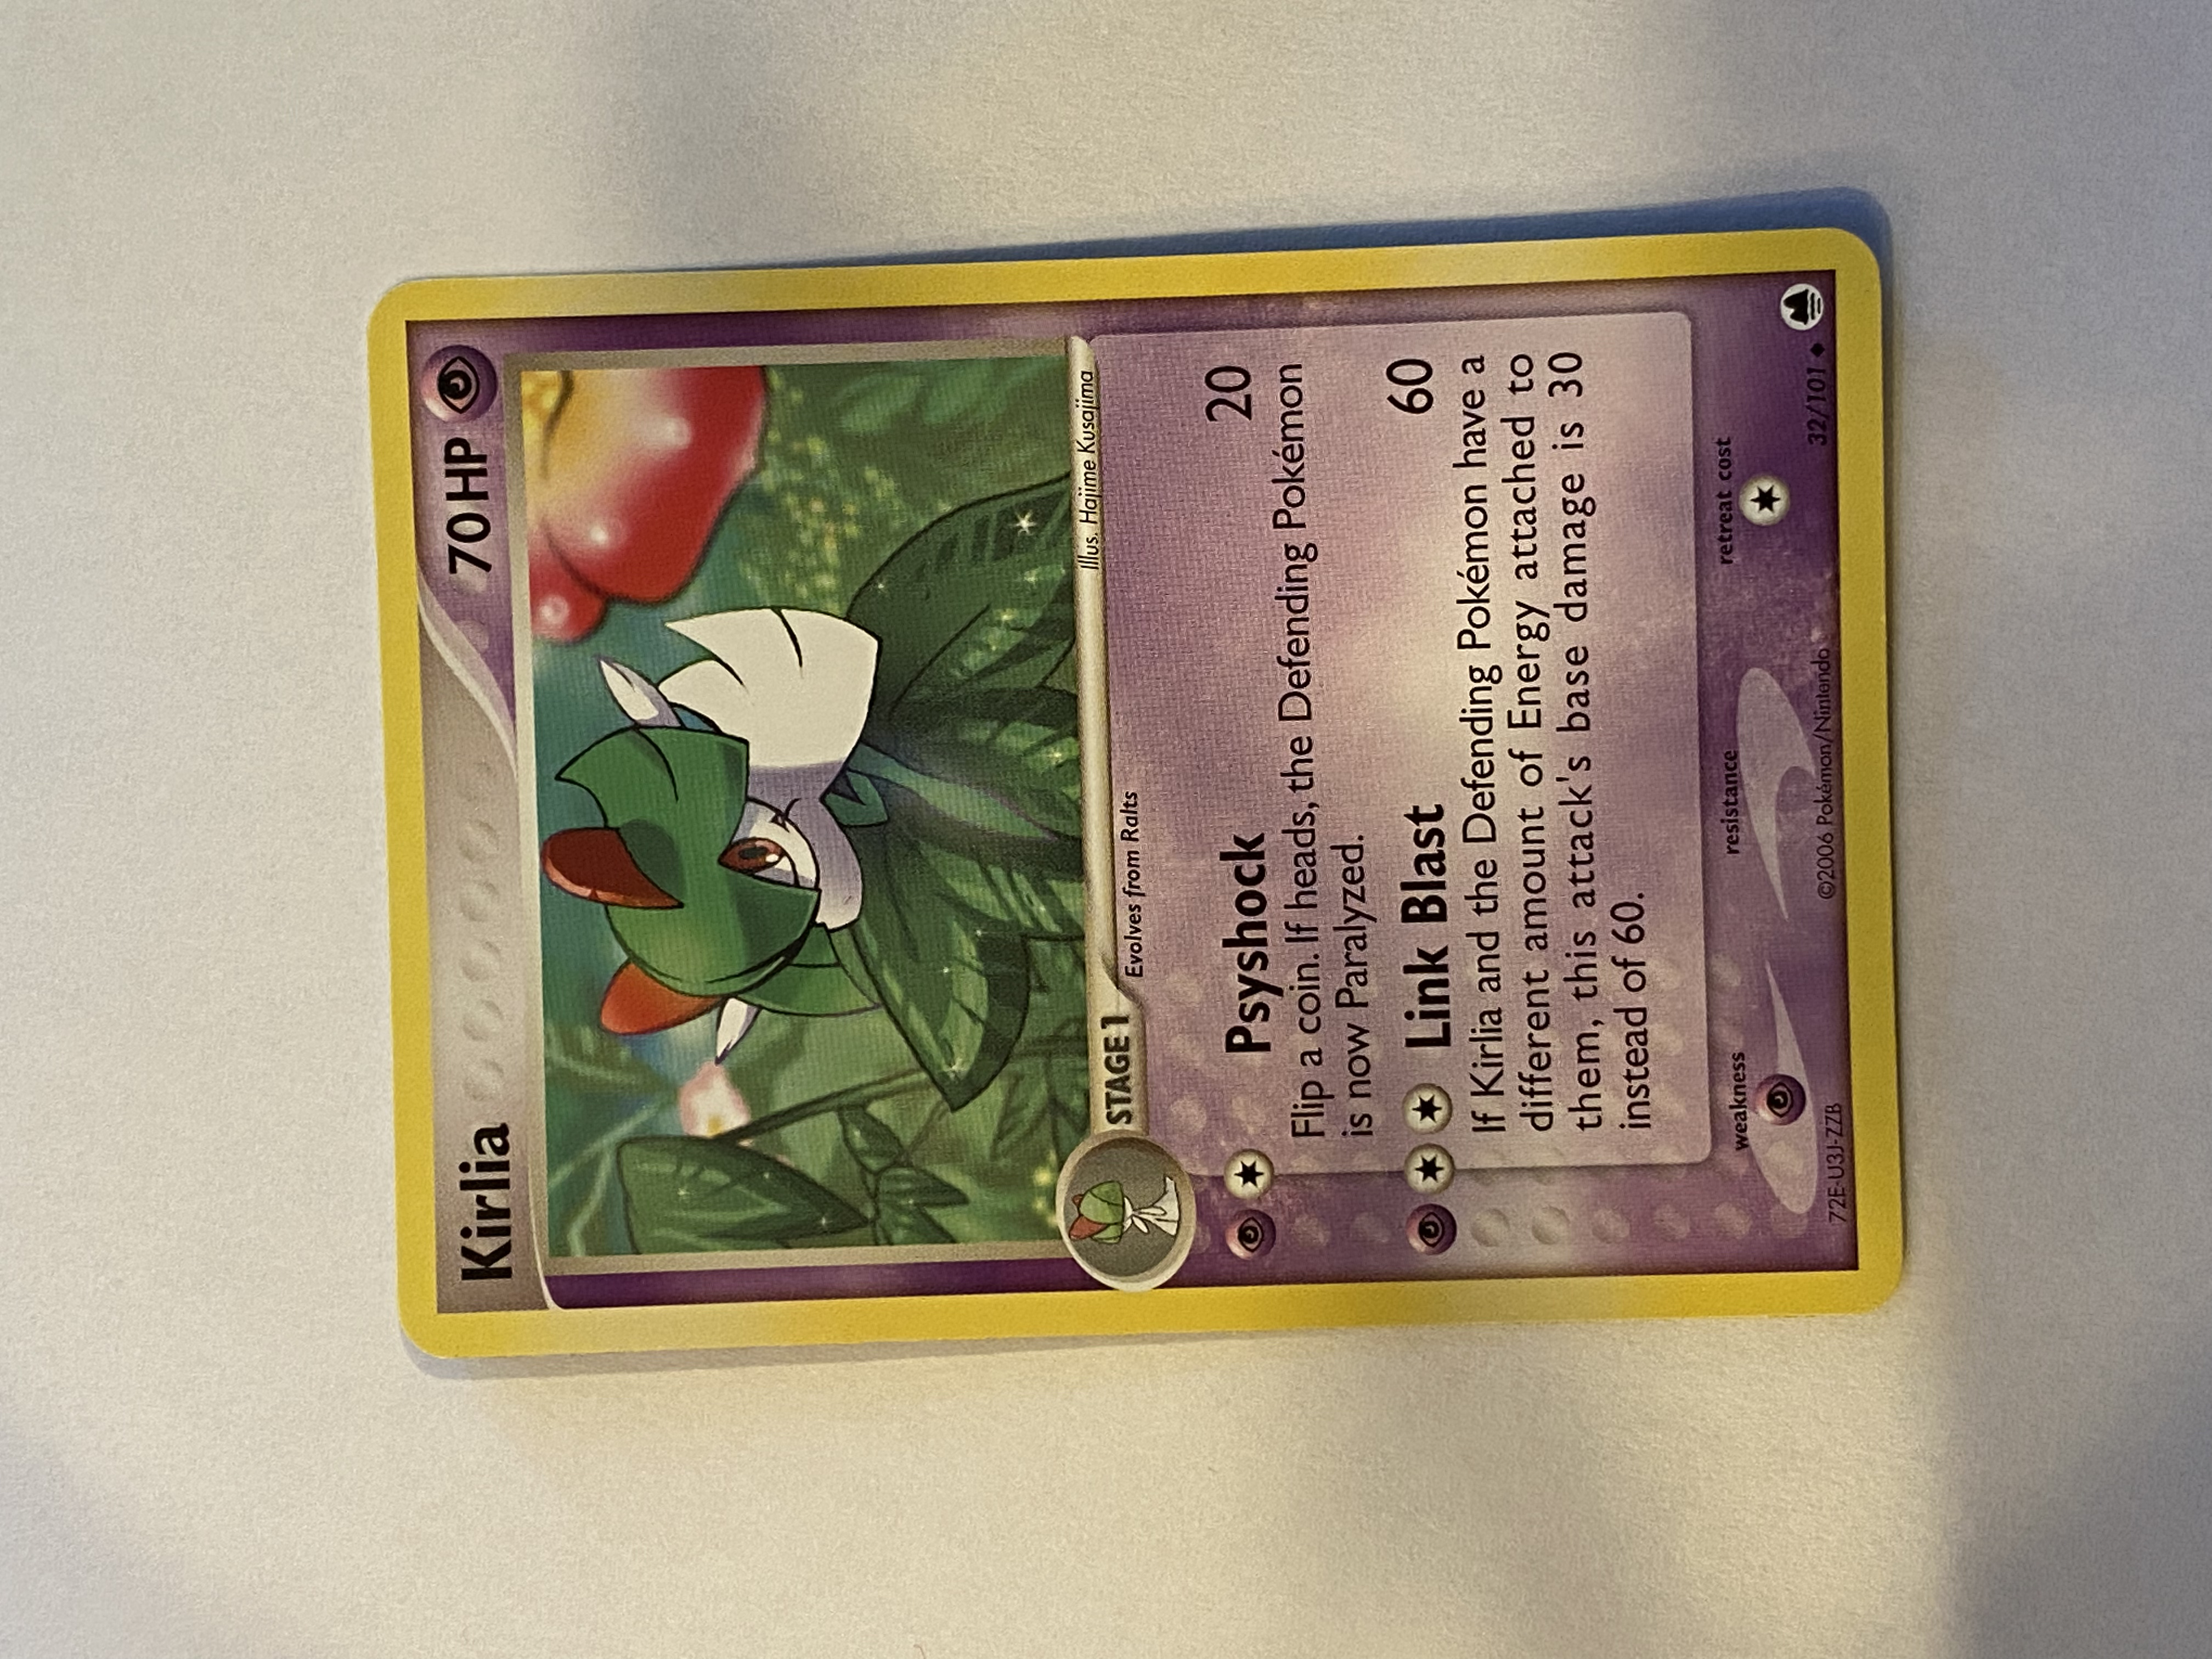 Kirlia
70 HP
Illus. Hajime Kusajima
STAGE 1
Evolves from Ralts
Psyshock 20
Flip a coin. If heads, the Defending Pokémon
is now Paralyzed.
Link Blast 60
If Kirlia and the Defending Pokémon have a
different amount of Energy attached to
them, this attack's base damage is 30
instead of 60.
weakness resistance retreat cost
72E-U3J-ZZB ©2006 Pokémon/Nintendo 32/101